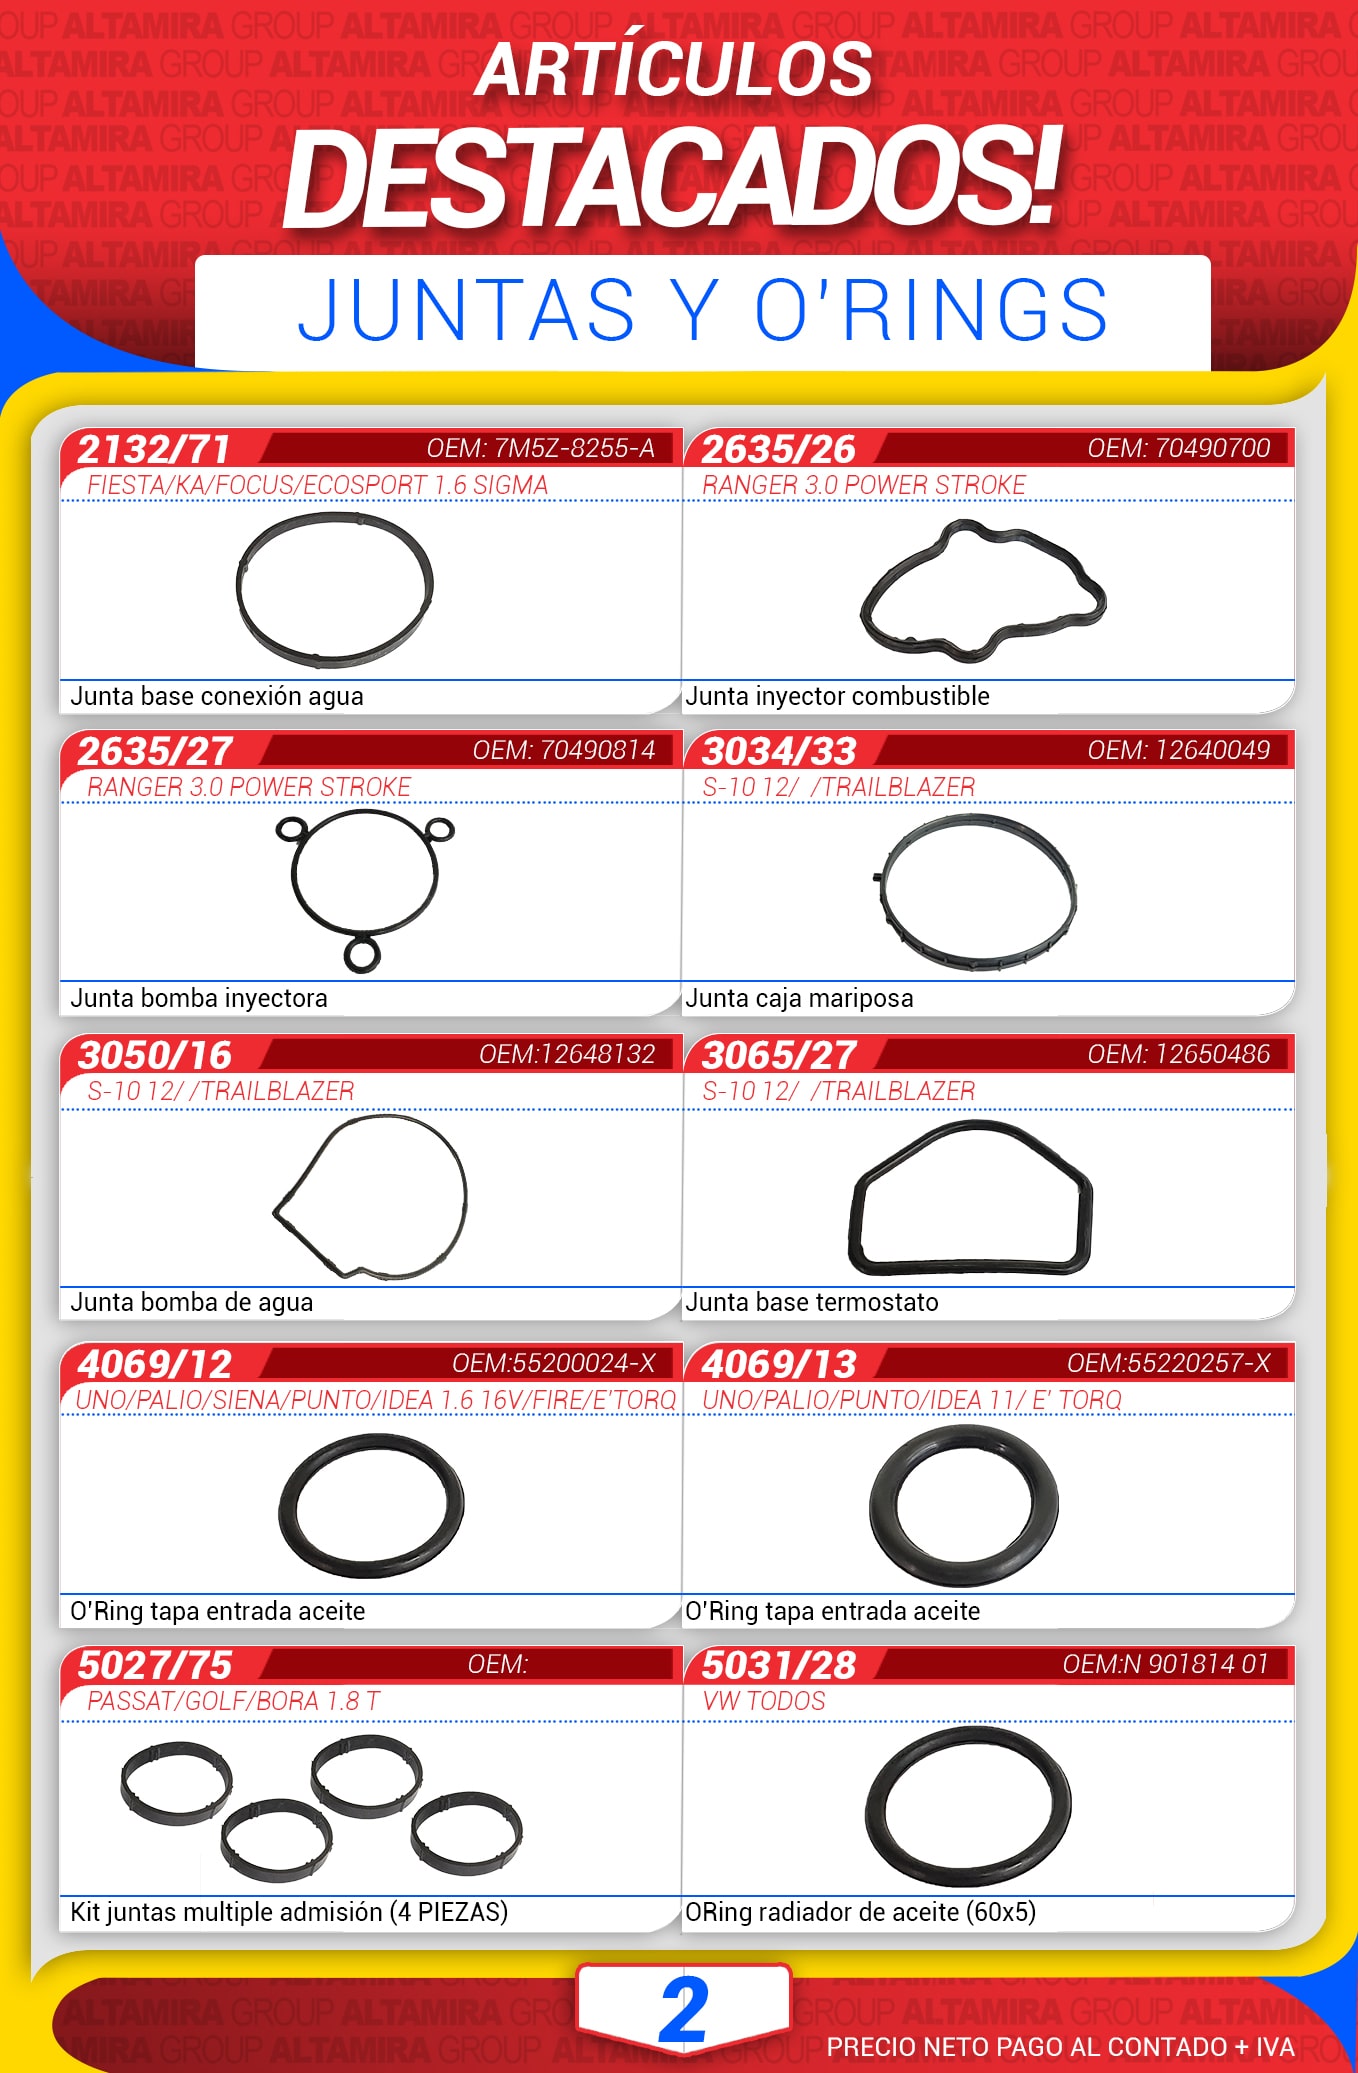 ARTÍCULOS
DESTACADOS!
JUNTAS Y O'RINGS
2132/71 OEM: 7M5Z-8255-A
FIESTA/KA/FOCUS/ECOSPORT 1.6 SIGMA
Junta base conexión agua
2635/26 OEM: 70490700
RANGER 3.0 POWER STROKE
Junta inyector combustible
2635/27 OEM: 70490814
RANGER 3.0 POWER STROKE
Junta bomba inyectora
3034/33 OEM: 12640049
S-10 12/ /TRAILBLAZER
Junta caja mariposa
3050/16 OEM:12648132
S-10 12/ /TRAILBLAZER
Junta bomba de agua
3065/27 OEM: 12650486
S-10 12/ /TRAILBLAZER
Junta base termostato
4069/12 OEM:55200024-X
UNO/PALIO/SIENA/PUNTO/IDEA 1.6 16V/FIRE/E'TORQ
O'Ring tapa entrada aceite
4069/13 OEM:55220257-X
UNO/PALIO/PUNTO/IDEA 11/ E' TORQ
O'Ring tapa entrada aceite
5027/75 OEM:
PASSAT/GOLF/BORA 1.8 T
Kit juntas multiple admisión (4 PIEZAS)
5031/28 OEM:N 901814 01
VW TODOS
ORing radiador de aceite (60x5)
2
PRECIO NETO PAGO AL CONTADO + IVA